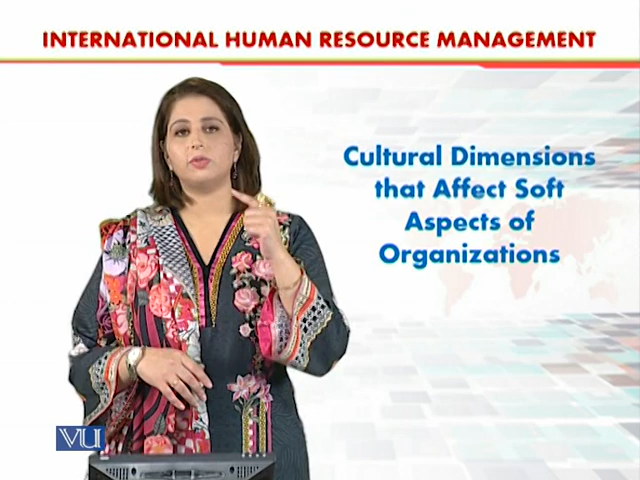 INTERNATIONAL HUMAN RESOURCE MANAGEMENT
Cultural Dimensions
that Affect Soft
Aspects of
Organizations
VU